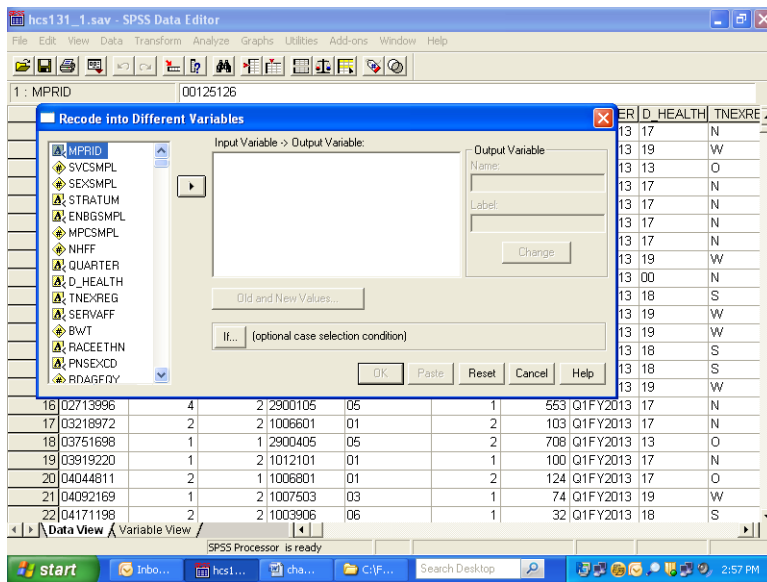 hcs131_1.sav - SPSS Data Editor
File Edit View Data Transform Analyze Graphs Utilities Add-ons Window Help
1 : MPRID 00125126
ER D_HEALTH TNEXRE
Recode into Different Variables
MPRID
SVCSMPL
SEXSMPL
STRATUM
ENBGSMPL
MPCSMPL
NHFF
QUARTER
D_HEALTH
TNEXREG
SERVAFF
BWT
RACEETHN
PNSEXCD
RDAGEQY
Input Variable -> Output Variable:
Output Variable
Name:
Label:
Change
Old and New Values...
If... (optional case selection condition)
OK Paste Reset Cancel Help
13 17 N
13 19 W
13 13 O
13 17 N
13 17 N
13 17 N
13 17 N
13 19 W
13 00 N
13 18 S
13 19 W
13 19 W
13 18 S
13 18 S
13 19 W
16 02713996 4 2 2900105 05 1 553 Q1FY2013 17 N
17 03218972 2 2 1006601 01 2 103 Q1FY2013 17 N
18 03751698 1 1 2900405 05 2 708 Q1FY2013 13 O
19 03919220 1 2 1012101 01 1 100 Q1FY2013 17 N
20 04044811 2 1 1006801 01 2 124 Q1FY2013 17 O
21 04092169 1 2 1007503 03 1 74 Q1FY2013 19 W
22 04171198 2 2 1003906 06 1 32 Q1FY2013 18 S
Data View Variable View
SPSS Processor is ready
start Inbo... hcs1... cha... C:\F... Search Desktop 2:57 PM